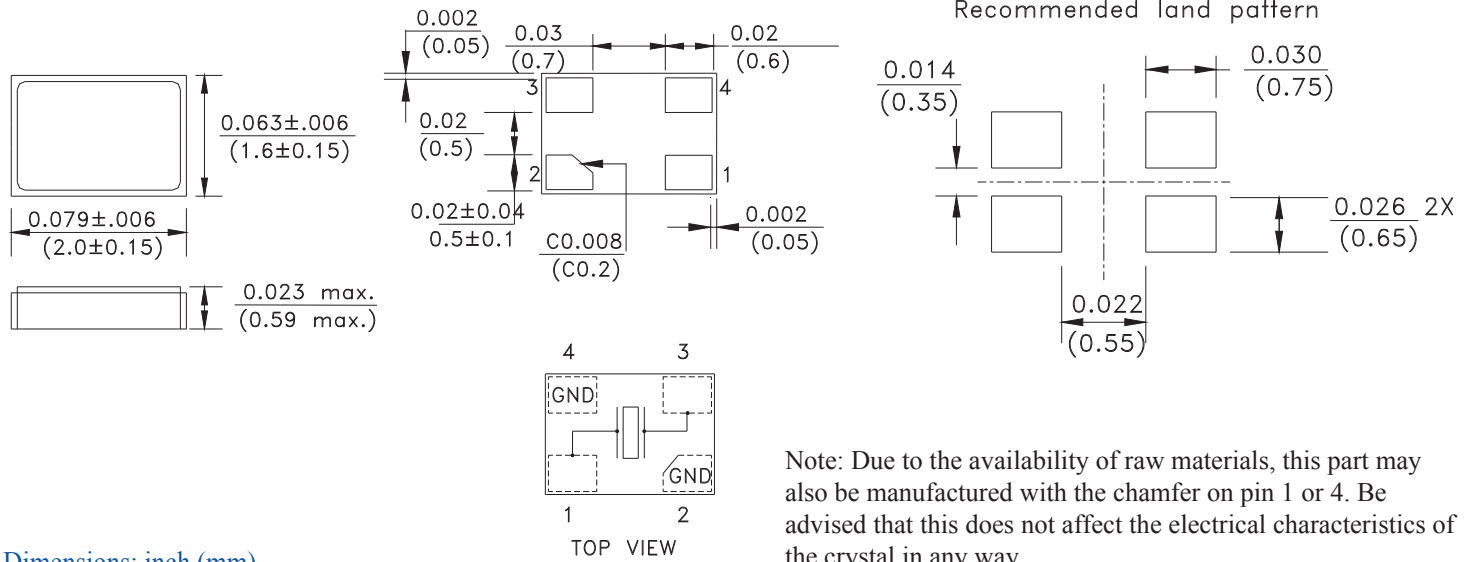 Recommended land pattern
0.063±.006
(1.6±0.15)
0.079±.006
(2.0±0.15)
0.023 max.
(0.59 max.)
0.002
(0.05)
0.03
(0.7)
0.02
(0.6)
3
4
0.02
(0.5)
2
1
0.02±0.04
0.5±0.1
C0.008
(C0.2)
0.002
(0.05)
0.014
(0.35)
0.030
(0.75)
0.026 2X
(0.65)
0.022
(0.55)
4 3
GND
GND
1 2
TOP VIEW
Note: Due to the availability of raw materials, this part may
also be manufactured with the chamfer on pin 1 or 4. Be
advised that this does not affect the electrical characteristics of
the crystal in any way
Dimensions: inch (mm)